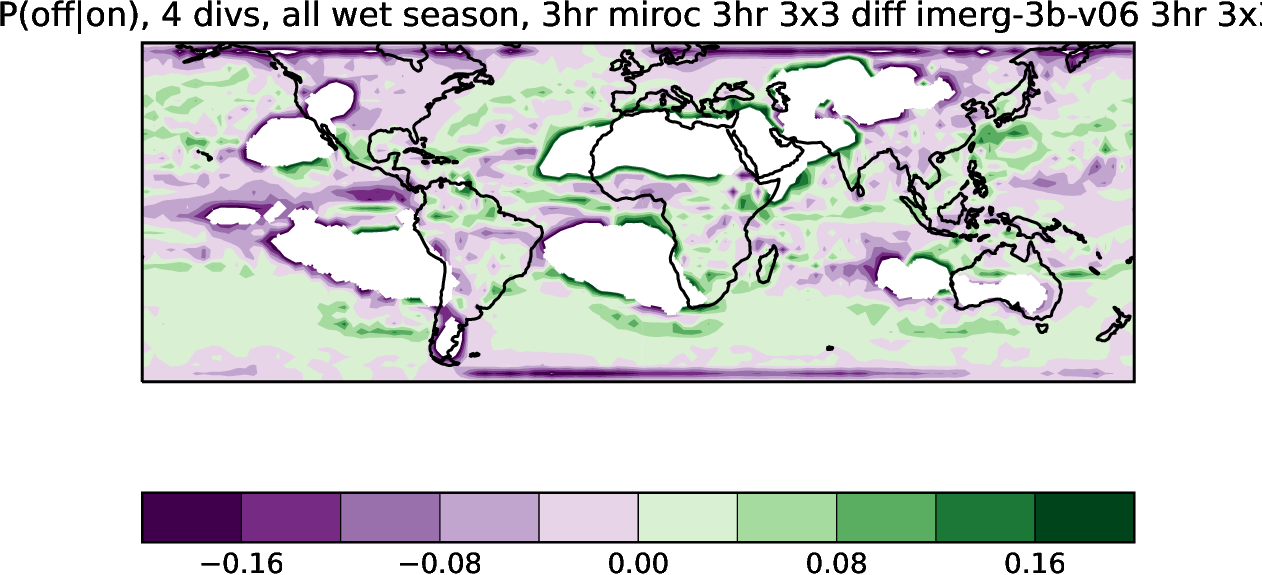 P(off|on), 4 divs, all wet season, 3hr miroc 3hr 3x3 diff imerg-3b-v06 3hr 3x
−0.16 −0.08 0.00 0.08 0.16